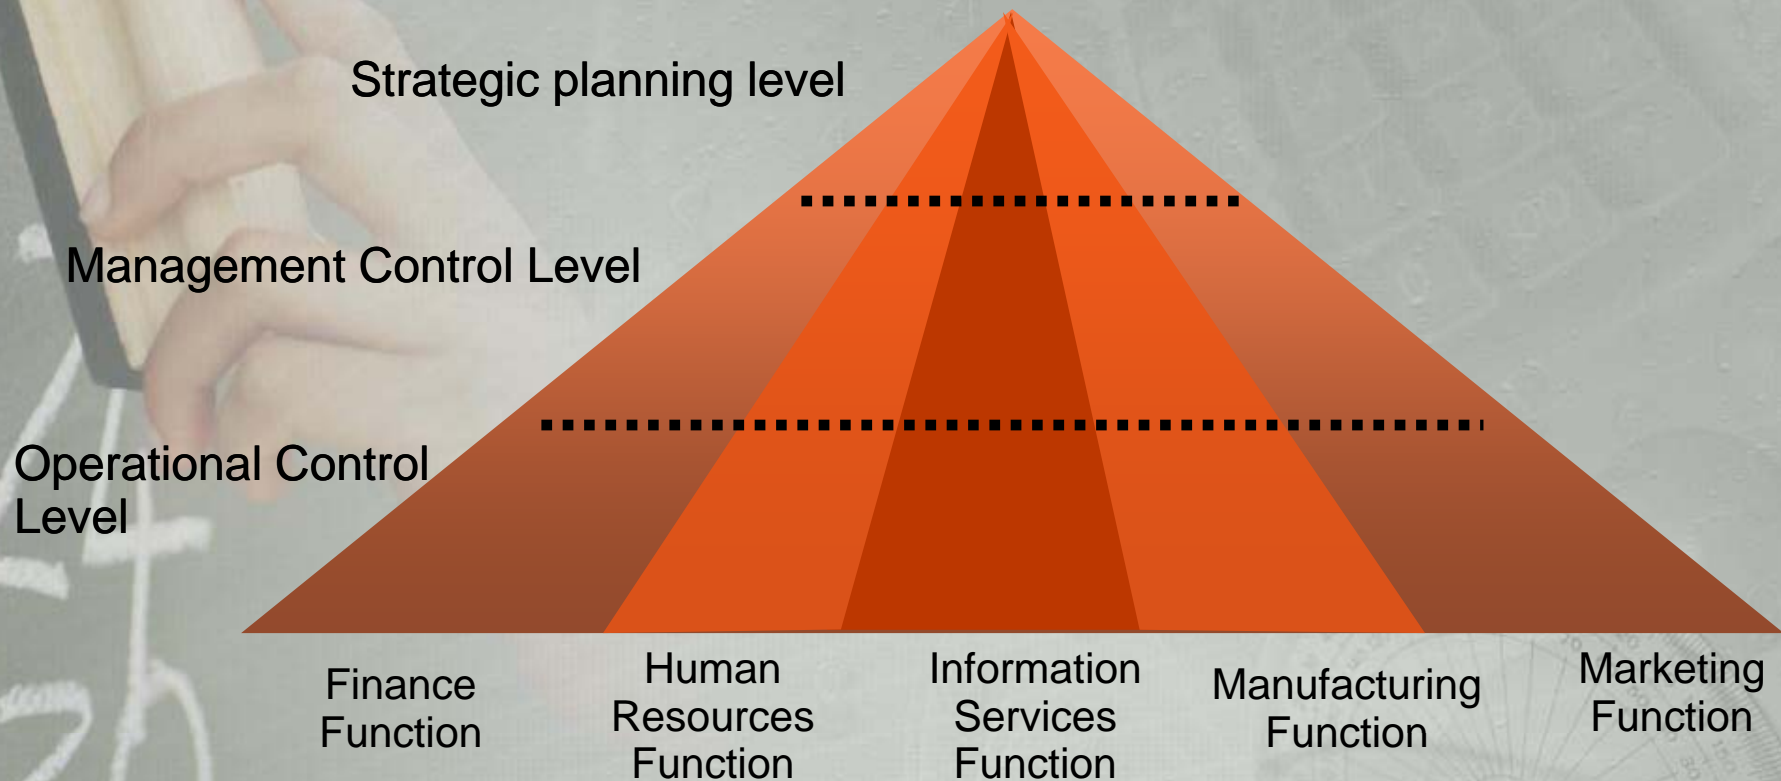 Strategic planning level
Management Control Level
Operational Control
Level
Finance
Function
Human
Resources
Function
Information
Services
Function
Manufacturing
Function
Marketing
Function